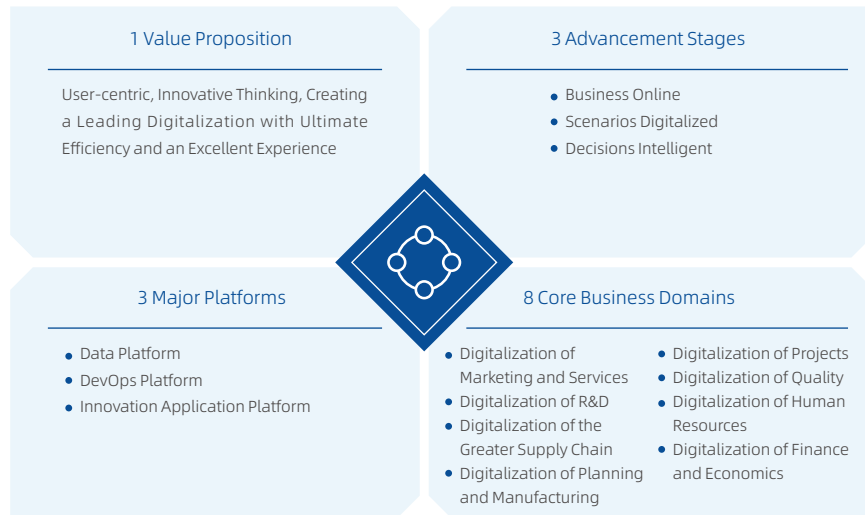 1 Value Proposition
User-centric, Innovative Thinking, Creating
a Leading Digitalization with Ultimate
Efficiency and an Excellent Experience
3 Advancement Stages
Business Online
Scenarios Digitalized
Decisions Intelligent
3 Major Platforms
Data Platform
DevOps Platform
Innovation Application Platform
8 Core Business Domains
Digitalization of
Marketing and Services
Digitalization of R&D
Digitalization of the
Greater Supply Chain
Digitalization of Planning
and Manufacturing
Digitalization of Projects
Digitalization of Quality
Digitalization of Human
Resources
Digitalization of Finance
and Economics